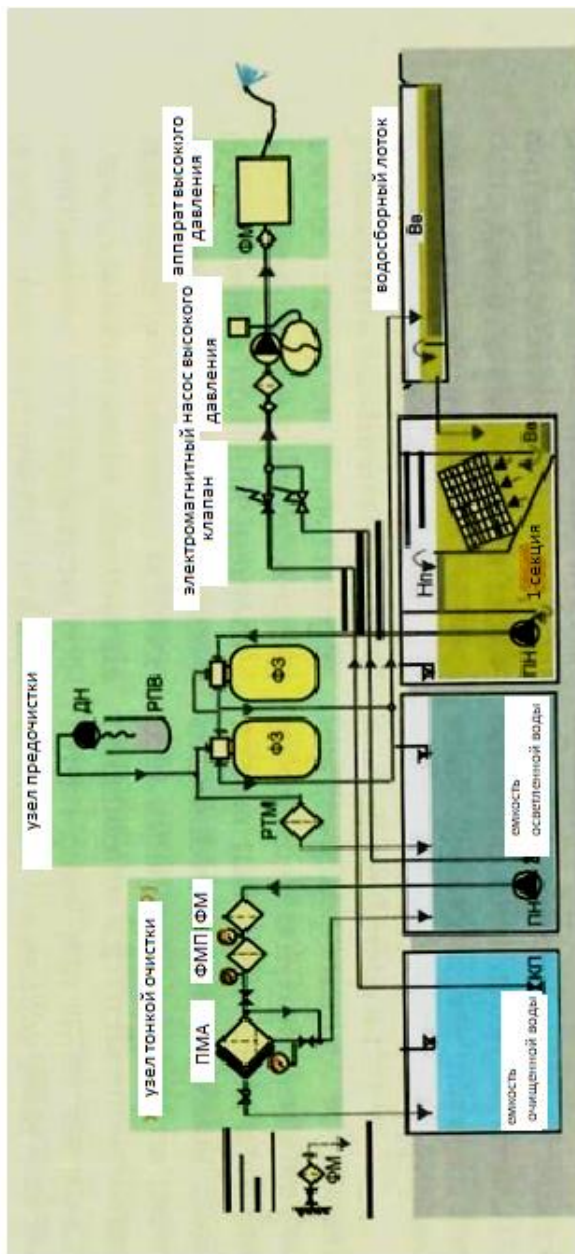 узел тонкой очистки
ПМА
ФМП
ФМ
ФМ
узел предочистки
ДН
РПВ
РТМ
ФЗ
ФЗ
электромагнитный
клапан
насос высокого
давления
аппарат высокого
давления
ФМ
емкость
очищенной воды
КП
емкость
осветленной воды
ПН
ПН
1-секция
Нп
Вв
водосборный лоток
Вв